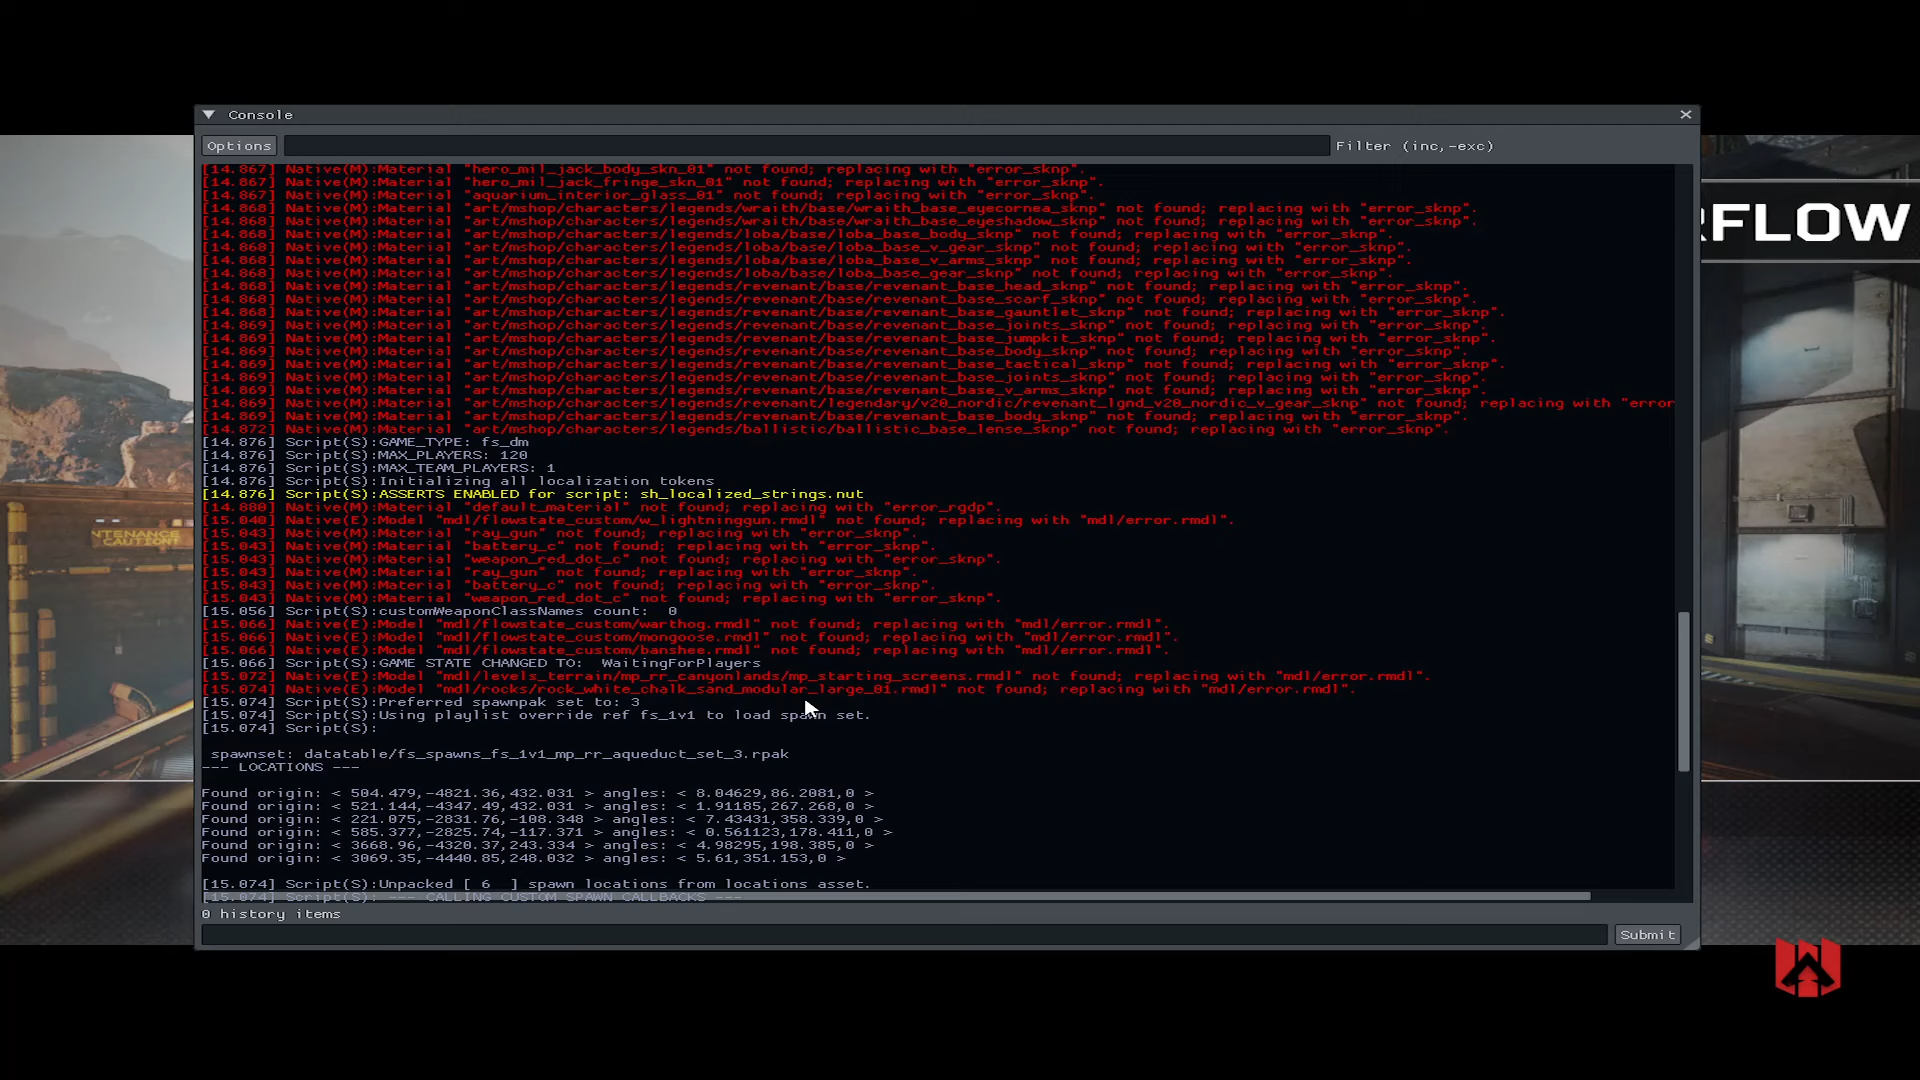 Console
Options
Filter (inc,-exc)
[14.867] Native(M):Material "hero_mil_jack_body_skn_01" not found; replacing with "error_sknp".
[14.867] Native(M):Material "hero_mil_jack_fringe_skn_01" not found; replacing with "error_sknp".
[14.867] Native(M):Material "aquarium_interior_glass_01" not found; replacing with "error_sknp".
[14.868] Native(M):Material "art/mshop/characters/legends/wraith/base/wraith_base_eyecornea_sknp" not found; replacing with "error_sknp".
[14.868] Native(M):Material "art/mshop/characters/legends/wraith/base/wraith_base_eyeshadow_sknp" not found; replacing with "error_sknp".
[14.868] Native(M):Material "art/mshop/characters/legends/loba/base/loba_base_body_sknp" not found; replacing with "error_sknp".
[14.868] Native(M):Material "art/mshop/characters/legends/loba/base/loba_base_v_gear_sknp" not found; replacing with "error_sknp".
[14.868] Native(M):Material "art/mshop/characters/legends/loba/base/loba_base_v_arms_sknp" not found; replacing with "error_sknp".
[14.868] Native(M):Material "art/mshop/characters/legends/loba/base/loba_base_gear_sknp" not found; replacing with "error_sknp".
[14.868] Native(M):Material "art/mshop/characters/legends/revenant/base/revenant_base_head_sknp" not found; replacing with "error_sknp".
[14.868] Native(M):Material "art/mshop/characters/legends/revenant/base/revenant_base_scarf_sknp" not found; replacing with "error_sknp".
[14.868] Native(M):Material "art/mshop/characters/legends/revenant/base/revenant_base_gauntlet_sknp" not found; replacing with "error_sknp".
[14.869] Native(M):Material "art/mshop/characters/legends/revenant/base/revenant_base_joints_sknp" not found; replacing with "error_sknp".
[14.869] Native(M):Material "art/mshop/characters/legends/revenant/base/revenant_base_jumpkit_sknp" not found; replacing with "error_sknp".
[14.869] Native(M):Material "art/mshop/characters/legends/revenant/base/revenant_base_body_sknp" not found; replacing with "error_sknp".
[14.869] Native(M):Material "art/mshop/characters/legends/revenant/base/revenant_base_tactical_sknp" not found; replacing with "error_sknp".
[14.869] Native(M):Material "art/mshop/characters/legends/revenant/base/revenant_base_joints_sknp" not found; replacing with "error_sknp".
[14.869] Native(M):Material "art/mshop/characters/legends/revenant/base/revenant_base_v_arms_sknp" not found; replacing with "error_sknp".
[14.869] Native(M):Material "art/mshop/characters/legends/revenant/legendary/v20_nordic/revenant_lgnd_v20_nordic_v_gear_sknp" not found; replacing with "error
[14.869] Native(M):Material "art/mshop/characters/legends/revenant/base/revenant_base_body_sknp" not found; replacing with "error_sknp".
[14.872] Native(M):Material "art/mshop/characters/legends/ballistic/ballistic_base_lense_sknp" not found; replacing with "error_sknp".
[14.876] Script(S):GAME_TYPE: fs_dm
[14.876] Script(S):MAX_PLAYERS: 120
[14.876] Script(S):MAX_TEAM_PLAYERS: 1
[14.876] Script(S):Initializing all localization tokens
[14.876] Script(S):ASSERTS ENABLED for script: sh_localized_strings.nut
[14.880] Native(M):Material "default_material" not found; replacing with "error_rgdp".
[15.040] Native(E):Model "mdl/flowstate_custom/w_lightninggun.rmdl" not found; replacing with "mdl/error.rmdl".
[15.043] Native(M):Material "ray_gun" not found; replacing with "error_sknp".
[15.043] Native(M):Material "battery_c" not found; replacing with "error_sknp".
[15.043] Native(M):Material "weapon_red_dot_c" not found; replacing with "error_sknp".
[15.043] Native(M):Material "ray_gun" not found; replacing with "error_sknp".
[15.043] Native(M):Material "battery_c" not found; replacing with "error_sknp".
[15.043] Native(M):Material "weapon_red_dot_c" not found; replacing with "error_sknp".
[15.056] Script(S):customWeaponClassNames count:  0
[15.066] Native(E):Model "mdl/flowstate_custom/warthog.rmdl" not found; replacing with "mdl/error.rmdl".
[15.066] Native(E):Model "mdl/flowstate_custom/mongoose.rmdl" not found; replacing with "mdl/error.rmdl".
[15.066] Native(E):Model "mdl/flowstate_custom/banshee.rmdl" not found; replacing with "mdl/error.rmdl".
[15.066] Script(S):GAME STATE CHANGED TO:  WaitingForPlayers
[15.072] Native(E):Model "mdl/levels_terrain/mp_rr_canyonlands/mp_starting_screens.rmdl" not found; replacing with "mdl/error.rmdl".
[15.074] Native(E):Model "mdl/rocks/rock_white_chalk_sand_modular_large_01.rmdl" not found; replacing with "mdl/error.rmdl".
[15.074] Script(S):Preferred spawnpak set to: 3
[15.074] Script(S):Using playlist override ref fs_1v1 to load spawn set.
[15.074] Script(S):
spawnset: datatable/fs_spawns_fs_1v1_mp_rr_aqueduct_set_3.rpak
--- LOCATIONS ---
Found origin: < 504.479,-4821.36,432.031 > angles: < 8.04629,86.2081,0 >
Found origin: < 521.144,-4347.49,432.031 > angles: < 1.91185,267.268,0 >
Found origin: < 221.075,-2831.76,-108.348 > angles: < 7.43431,358.339,0 >
Found origin: < 585.377,-2825.74,-117.371 > angles: < 0.561123,178.411,0 >
Found origin: < 3668.96,-4320.37,243.334 > angles: < 4.98295,198.385,0 >
Found origin: < 3069.35,-4440.85,248.032 > angles: < 5.61,351.153,0 >
[15.074] Script(S):Unpacked [ 6  ] spawn locations from locations asset.
[15.074] Script(S): --- CALLING CUSTOM SPAWN CALLBACKS ---
0 history items
Submit
RFLOW
NTENANCE
CAUTION